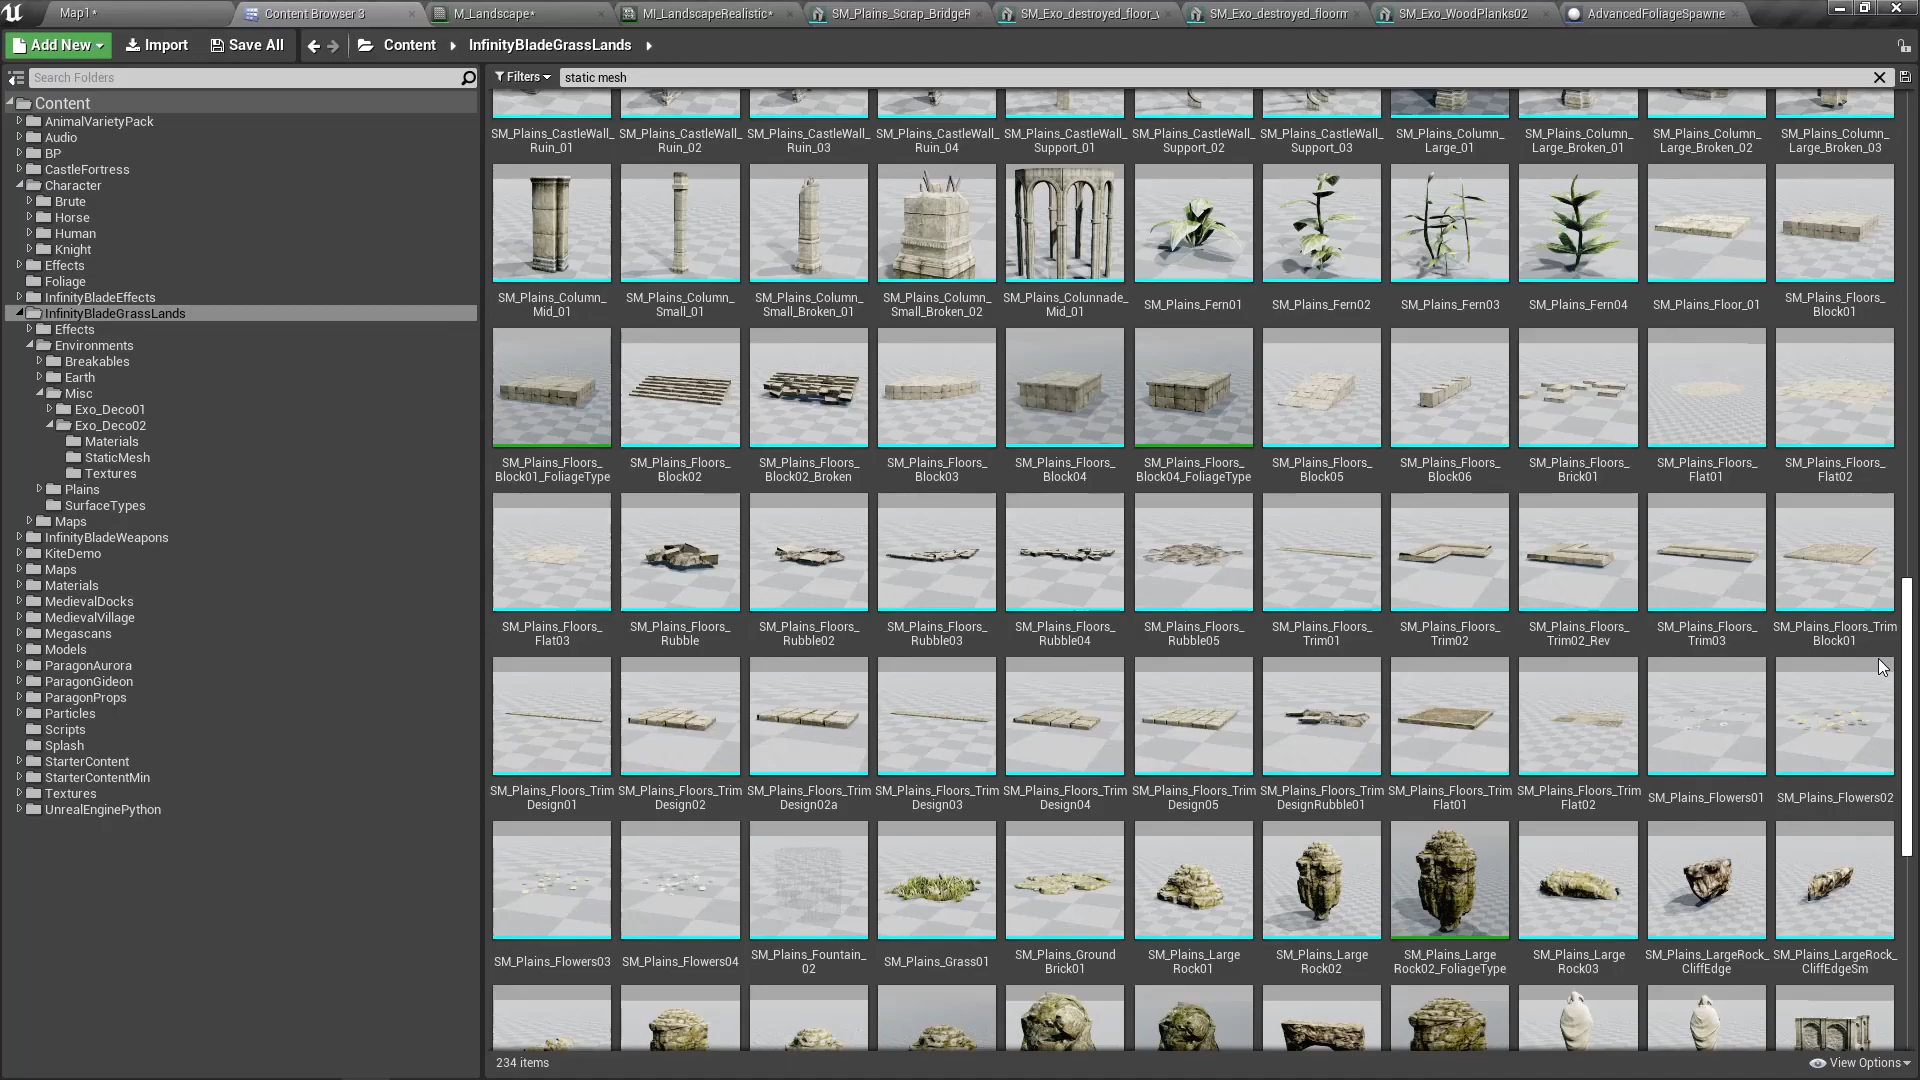 Map1*
Content Browser 3
M_Landscape*
MI_LandscapeRealistic*
SM_Plains_Scrap_BridgeR
SM_Exo_destroyed_floor_
SM_Exo_destroyed_floorm
SM_Exo_WoodPlanks02
AdvancedFoliageSpawne
Add New
Import
Save All
Content
InfinityBladeGrassLands
Search Folders
Filters
static mesh
Content
AnimalVarietyPack
Audio
BP
CastleFortress
Character
Brute
Horse
Human
Knight
Effects
Foliage
InfinityBladeEffects
InfinityBladeGrassLands
Effects
Environments
Breakables
Earth
Misc
Exo_Deco01
Exo_Deco02
Materials
StaticMesh
Textures
Plains
SurfaceTypes
Maps
InfinityBladeWeapons
KiteDemo
Maps
Materials
MedievalDocks
MedievalVillage
Megascans
Models
ParagonAurora
ParagonGideon
ParagonProps
Particles
Scripts
Splash
StarterContent
StarterContentMin
Textures
UnrealEnginePython
SM_Plains_CastleWall_
Ruin_01
SM_Plains_CastleWall_
Ruin_02
SM_Plains_CastleWall_
Ruin_03
SM_Plains_CastleWall_
Ruin_04
SM_Plains_CastleWall_
Support_01
SM_Plains_CastleWall_
Support_02
SM_Plains_CastleWall_
Support_03
SM_Plains_Column_
Large_01
SM_Plains_Column_
Large_Broken_01
SM_Plains_Column_
Large_Broken_02
SM_Plains_Column_
Large_Broken_03
SM_Plains_Column_
Mid_01
SM_Plains_Column_
Small_01
SM_Plains_Column_
Small_Broken_01
SM_Plains_Column_
Small_Broken_02
SM_Plains_Colunnade_
Mid_01
SM_Plains_Fern01
SM_Plains_Fern02
SM_Plains_Fern03
SM_Plains_Fern04
SM_Plains_Floor_01
SM_Plains_Floors_
Block01
SM_Plains_Floors_
Block01_FoliageType
SM_Plains_Floors_
Block02
SM_Plains_Floors_
Block02_Broken
SM_Plains_Floors_
Block03
SM_Plains_Floors_
Block04
SM_Plains_Floors_
Block04_FoliageType
SM_Plains_Floors_
Block05
SM_Plains_Floors_
Block06
SM_Plains_Floors_
Brick01
SM_Plains_Floors_
Flat01
SM_Plains_Floors_
Flat02
SM_Plains_Floors_
Flat03
SM_Plains_Floors_
Rubble
SM_Plains_Floors_
Rubble02
SM_Plains_Floors_
Rubble03
SM_Plains_Floors_
Rubble04
SM_Plains_Floors_
Rubble05
SM_Plains_Floors_
Trim01
SM_Plains_Floors_
Trim02
SM_Plains_Floors_
Trim02_Rev
SM_Plains_Floors_
Trim03
SM_Plains_Floors_Trim
Block01
SM_Plains_Floors_Trim
Design01
SM_Plains_Floors_Trim
Design02
SM_Plains_Floors_Trim
Design02a
SM_Plains_Floors_Trim
Design03
SM_Plains_Floors_Trim
Design04
SM_Plains_Floors_Trim
Design05
SM_Plains_Floors_Trim
DesignRubble01
SM_Plains_Floors_Trim
Flat01
SM_Plains_Floors_Trim
Flat02
SM_Plains_Flowers01
SM_Plains_Flowers02
SM_Plains_Flowers03
SM_Plains_Flowers04
SM_Plains_Fountain_
02
SM_Plains_Grass01
SM_Plains_Ground
Brick01
SM_Plains_Large
Rock01
SM_Plains_Large
Rock02
SM_Plains_Large
Rock02_FoliageType
SM_Plains_Large
Rock03
SM_Plains_LargeRock_
CliffEdge
SM_Plains_LargeRock_
CliffEdgeSm
234 items
View Options